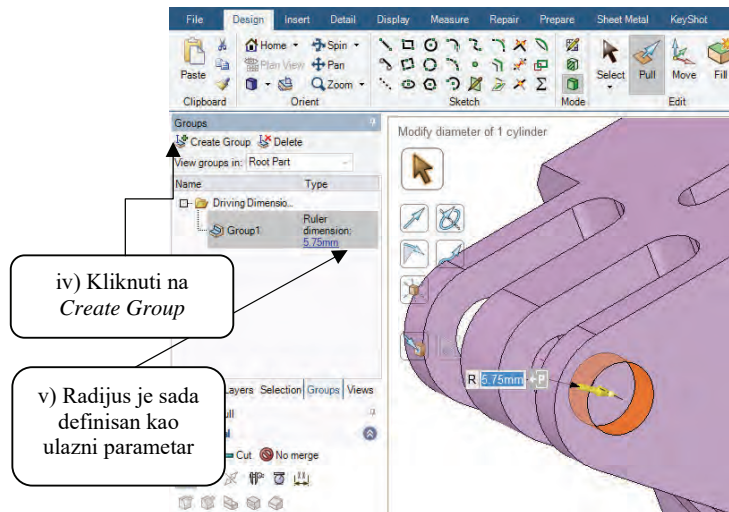 File Design Insert Detail Display Measure Repair Prepare Sheet Metal KeyShot
Paste
Home
Spin
Plan View
Pan
Zoom
Select
Pull
Move
Fill
Clipboard Orient Sketch Mode Edit
Groups
Create Group Delete
View groups in: Root Part
Name Type
Driving Dimensio...
Group1
Ruler
dimension:
5.75mm
Modify diameter of 1 cylinder
iv) Kliknuti na
Create Group
R 5.75mm P
v) Radijus je sada
definisan kao
ulazni parametar
Layers Selection Groups Views
Cut No merge